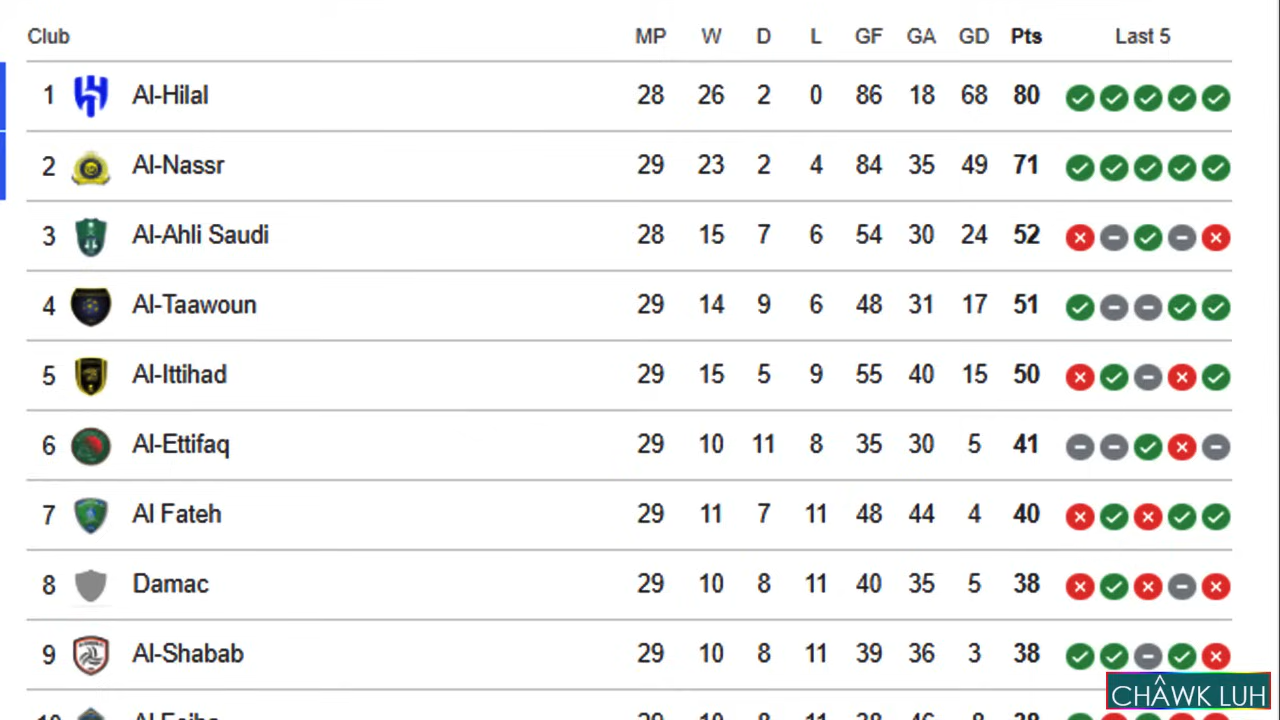 Club MP W D L GF GA GD Pts Last 5
1 Al-Hilal 28 26 2 0 86 18 68 80
2 Al-Nassr 29 23 2 4 84 35 49 71
3 Al-Ahli Saudi 28 15 7 6 54 30 24 52
4 Al-Taawoun 29 14 9 6 48 31 17 51
5 Al-Ittihad 29 15 5 9 55 40 15 50
6 Al-Ettifaq 29 10 11 8 35 30 5 41
7 Al Fateh 29 11 7 11 48 44 4 40
8 Damac 29 10 8 11 40 35 5 38
9 Al-Shabab 29 10 8 11 39 36 3 38
CHÂWK LUH